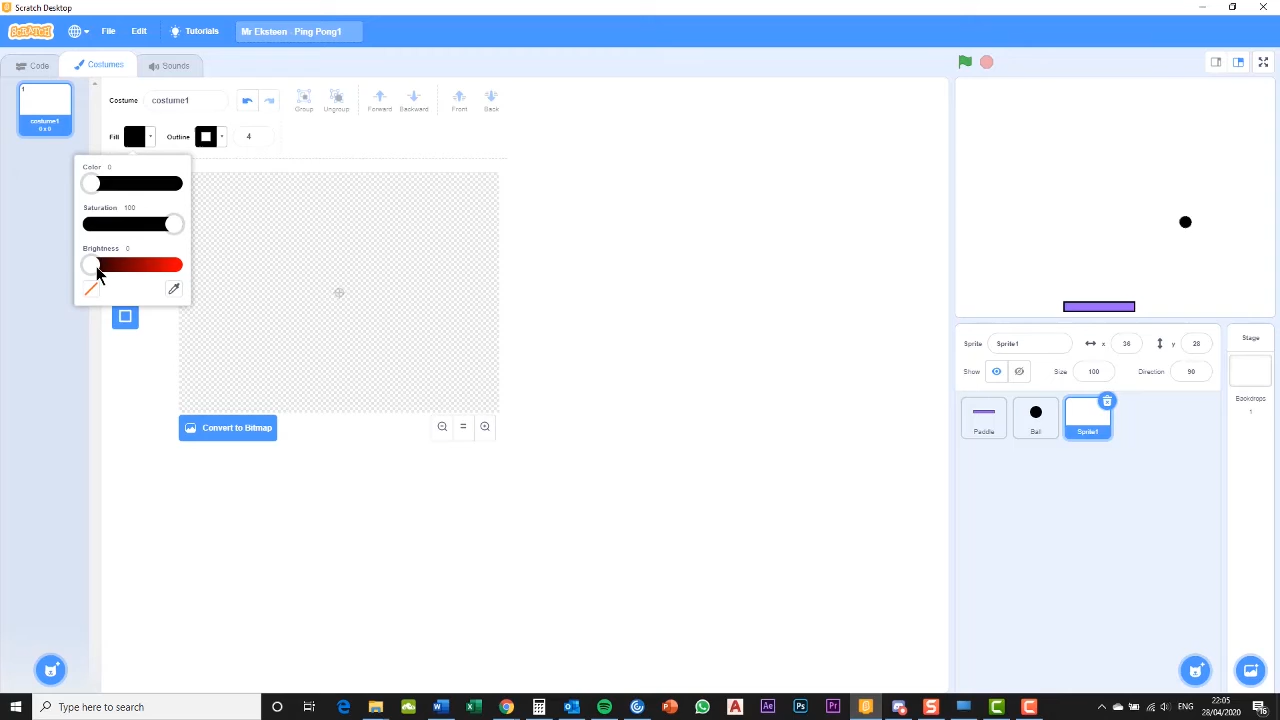 Scratch Desktop
SCRATCH
File
Edit
Tutorials
Mr Eksteen - Ping Pong1
Code
Costumes
Sounds
1
costume1
0 x 0
Costume
costume1
Group
Ungroup
Forward
Backward
Front
Back
Fill
Outline
4
Color 0
Saturation 100
Brightness 0
Convert to Bitmap
Sprite
Sprite1
x
36
y
28
Show
Size
100
Direction
90
Paddle
Ball
Sprite1
Stage
Backdrops
1
Type here to search
ENG
22:05
28/04/2020